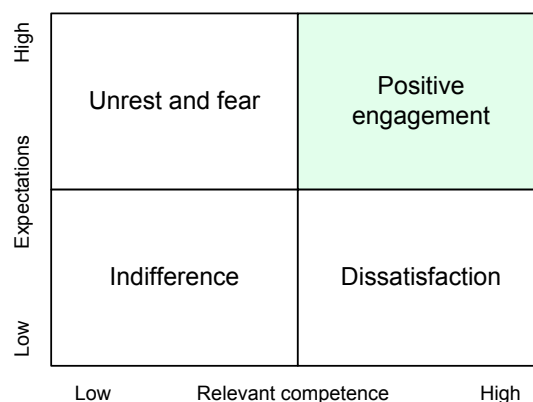 High
Expectations
Low
Unrest and fear
Positive
engagement
Indifference
Dissatisfaction
Low
Relevant competence
High